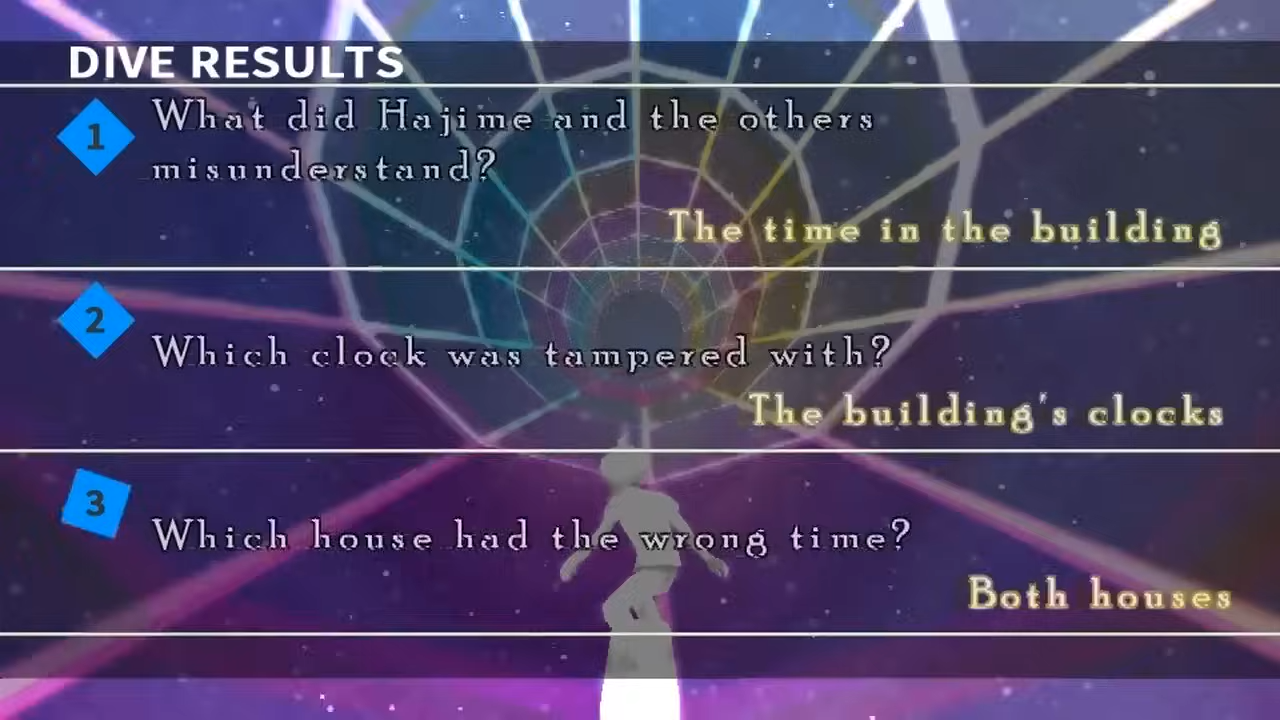 DIVE RESULTS
1
What did Hajime and the others
misunderstand?
The time in the building
2
Which clock was tampered with?
The building's clocks
3
Which house had the wrong time?
Both houses